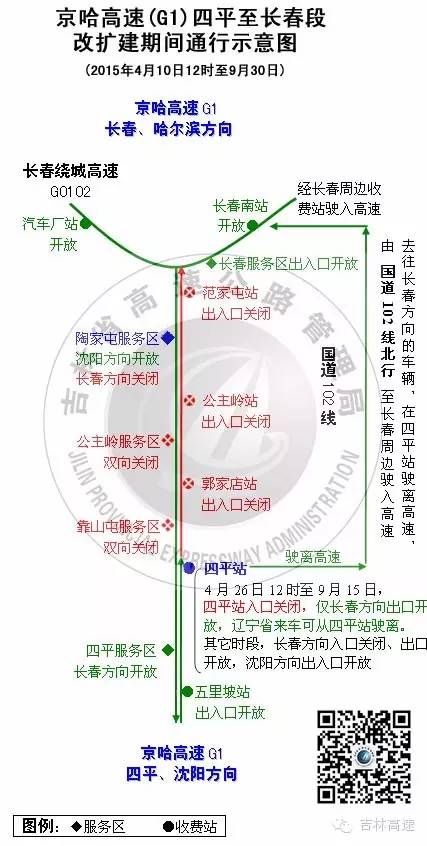 京哈高速(G1)四平至长春段
改扩建期间通行示意图
(2015年4月10日12时至9月30日)
京哈高速G1
长春、哈尔滨方向
长春绕城高速
G0102
汽车厂站
开放
长春南站
开放
经长春周边收
费站驶入高速
长春服务区出入口开放
范家屯站
出入口关闭
陶家屯服务区
沈阳方向开放
长春方向关闭
国道102线
去往长春方向的车辆，在四平站驶离高速，
由国道102线北行至长春周边驶入高速
公主岭站
出入口关闭
公主岭服务区
双向关闭
郭家店站
出入口关闭
靠山屯服务区
双向关闭
驶离高速
四平站
4月26日12时至9月15日，
四平站入口关闭，仅长春方向出口开
放，辽宁省来车可从四平站驶离。
其它时段，长春方向入口关闭、出口
开放，沈阳方向出入口开放
四平服务区
长春方向开放
五里坡站
出入口开放
京哈高速G1
四平、沈阳方向
图例：◆服务区 ●收费站
吉林高速
吉林省高速公路管理局
JILIN PROVINCIAL EXPRESSWAY ADMINISTRATION